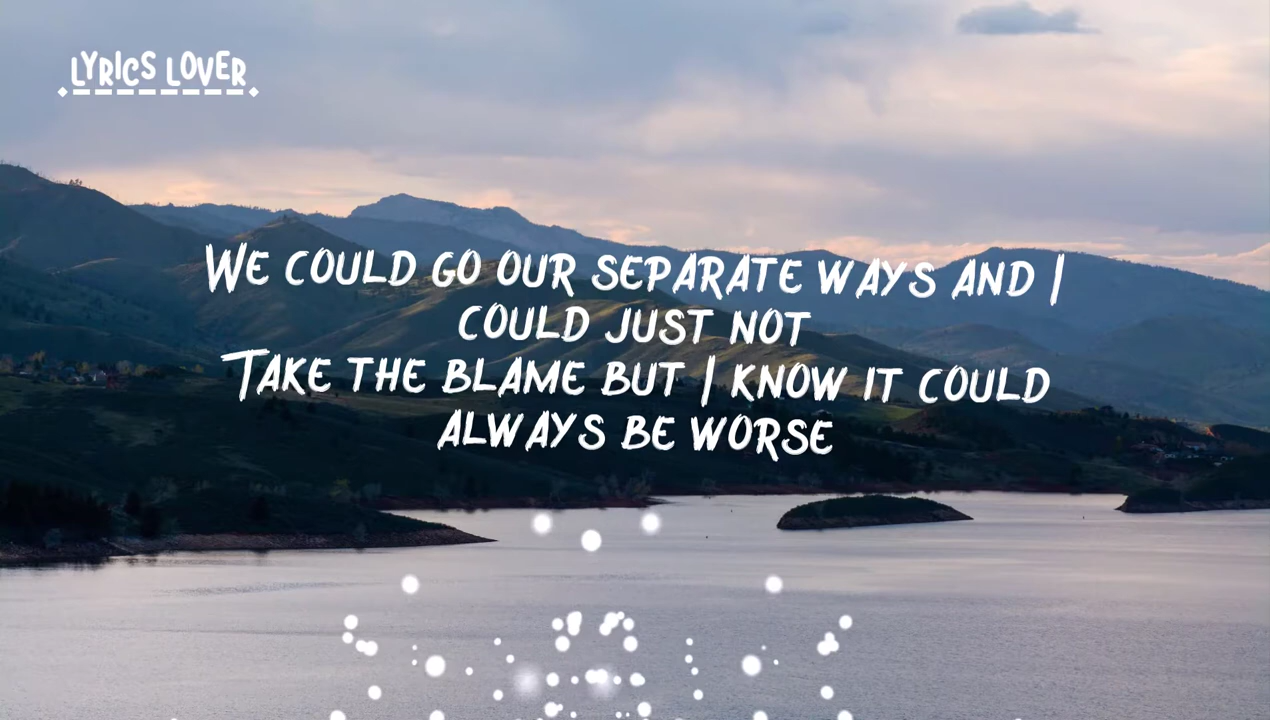 LYRICS LOVER
WE COULD GO OUR SEPARATE WAYS AND I
COULD JUST NOT
TAKE THE BLAME BUT I KNOW IT COULD
ALWAYS BE WORSE